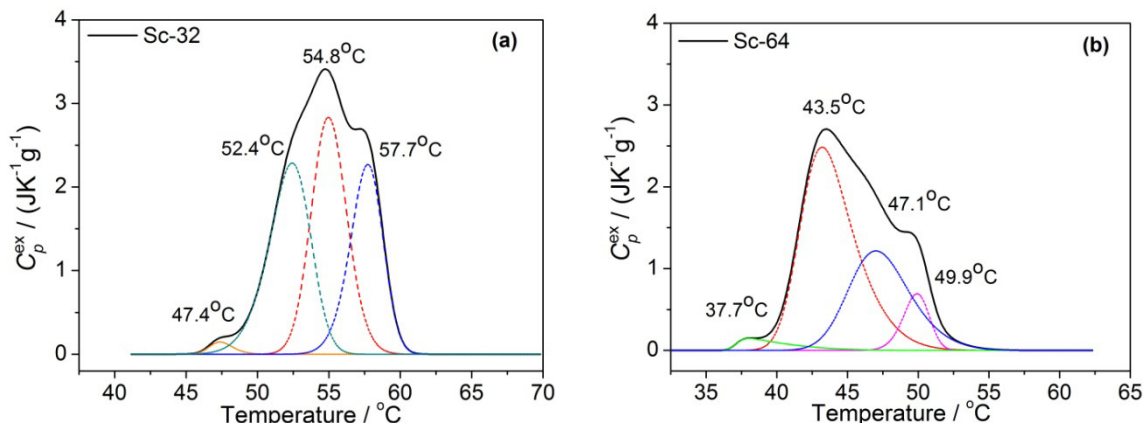 Sc-32
(a)
54.8°C
52.4°C
57.7°C
47.4°C
4
3
2
1
0
C_p^ex / (JK⁻¹g⁻¹)
40 45 50 55 60 65 70
Temperature / °C
Sc-64
(b)
43.5°C
47.1°C
49.9°C
37.7°C
4
3
2
1
0
C_p^ex / (JK⁻¹g⁻¹)
35 40 45 50 55 60 65
Temperature / °C